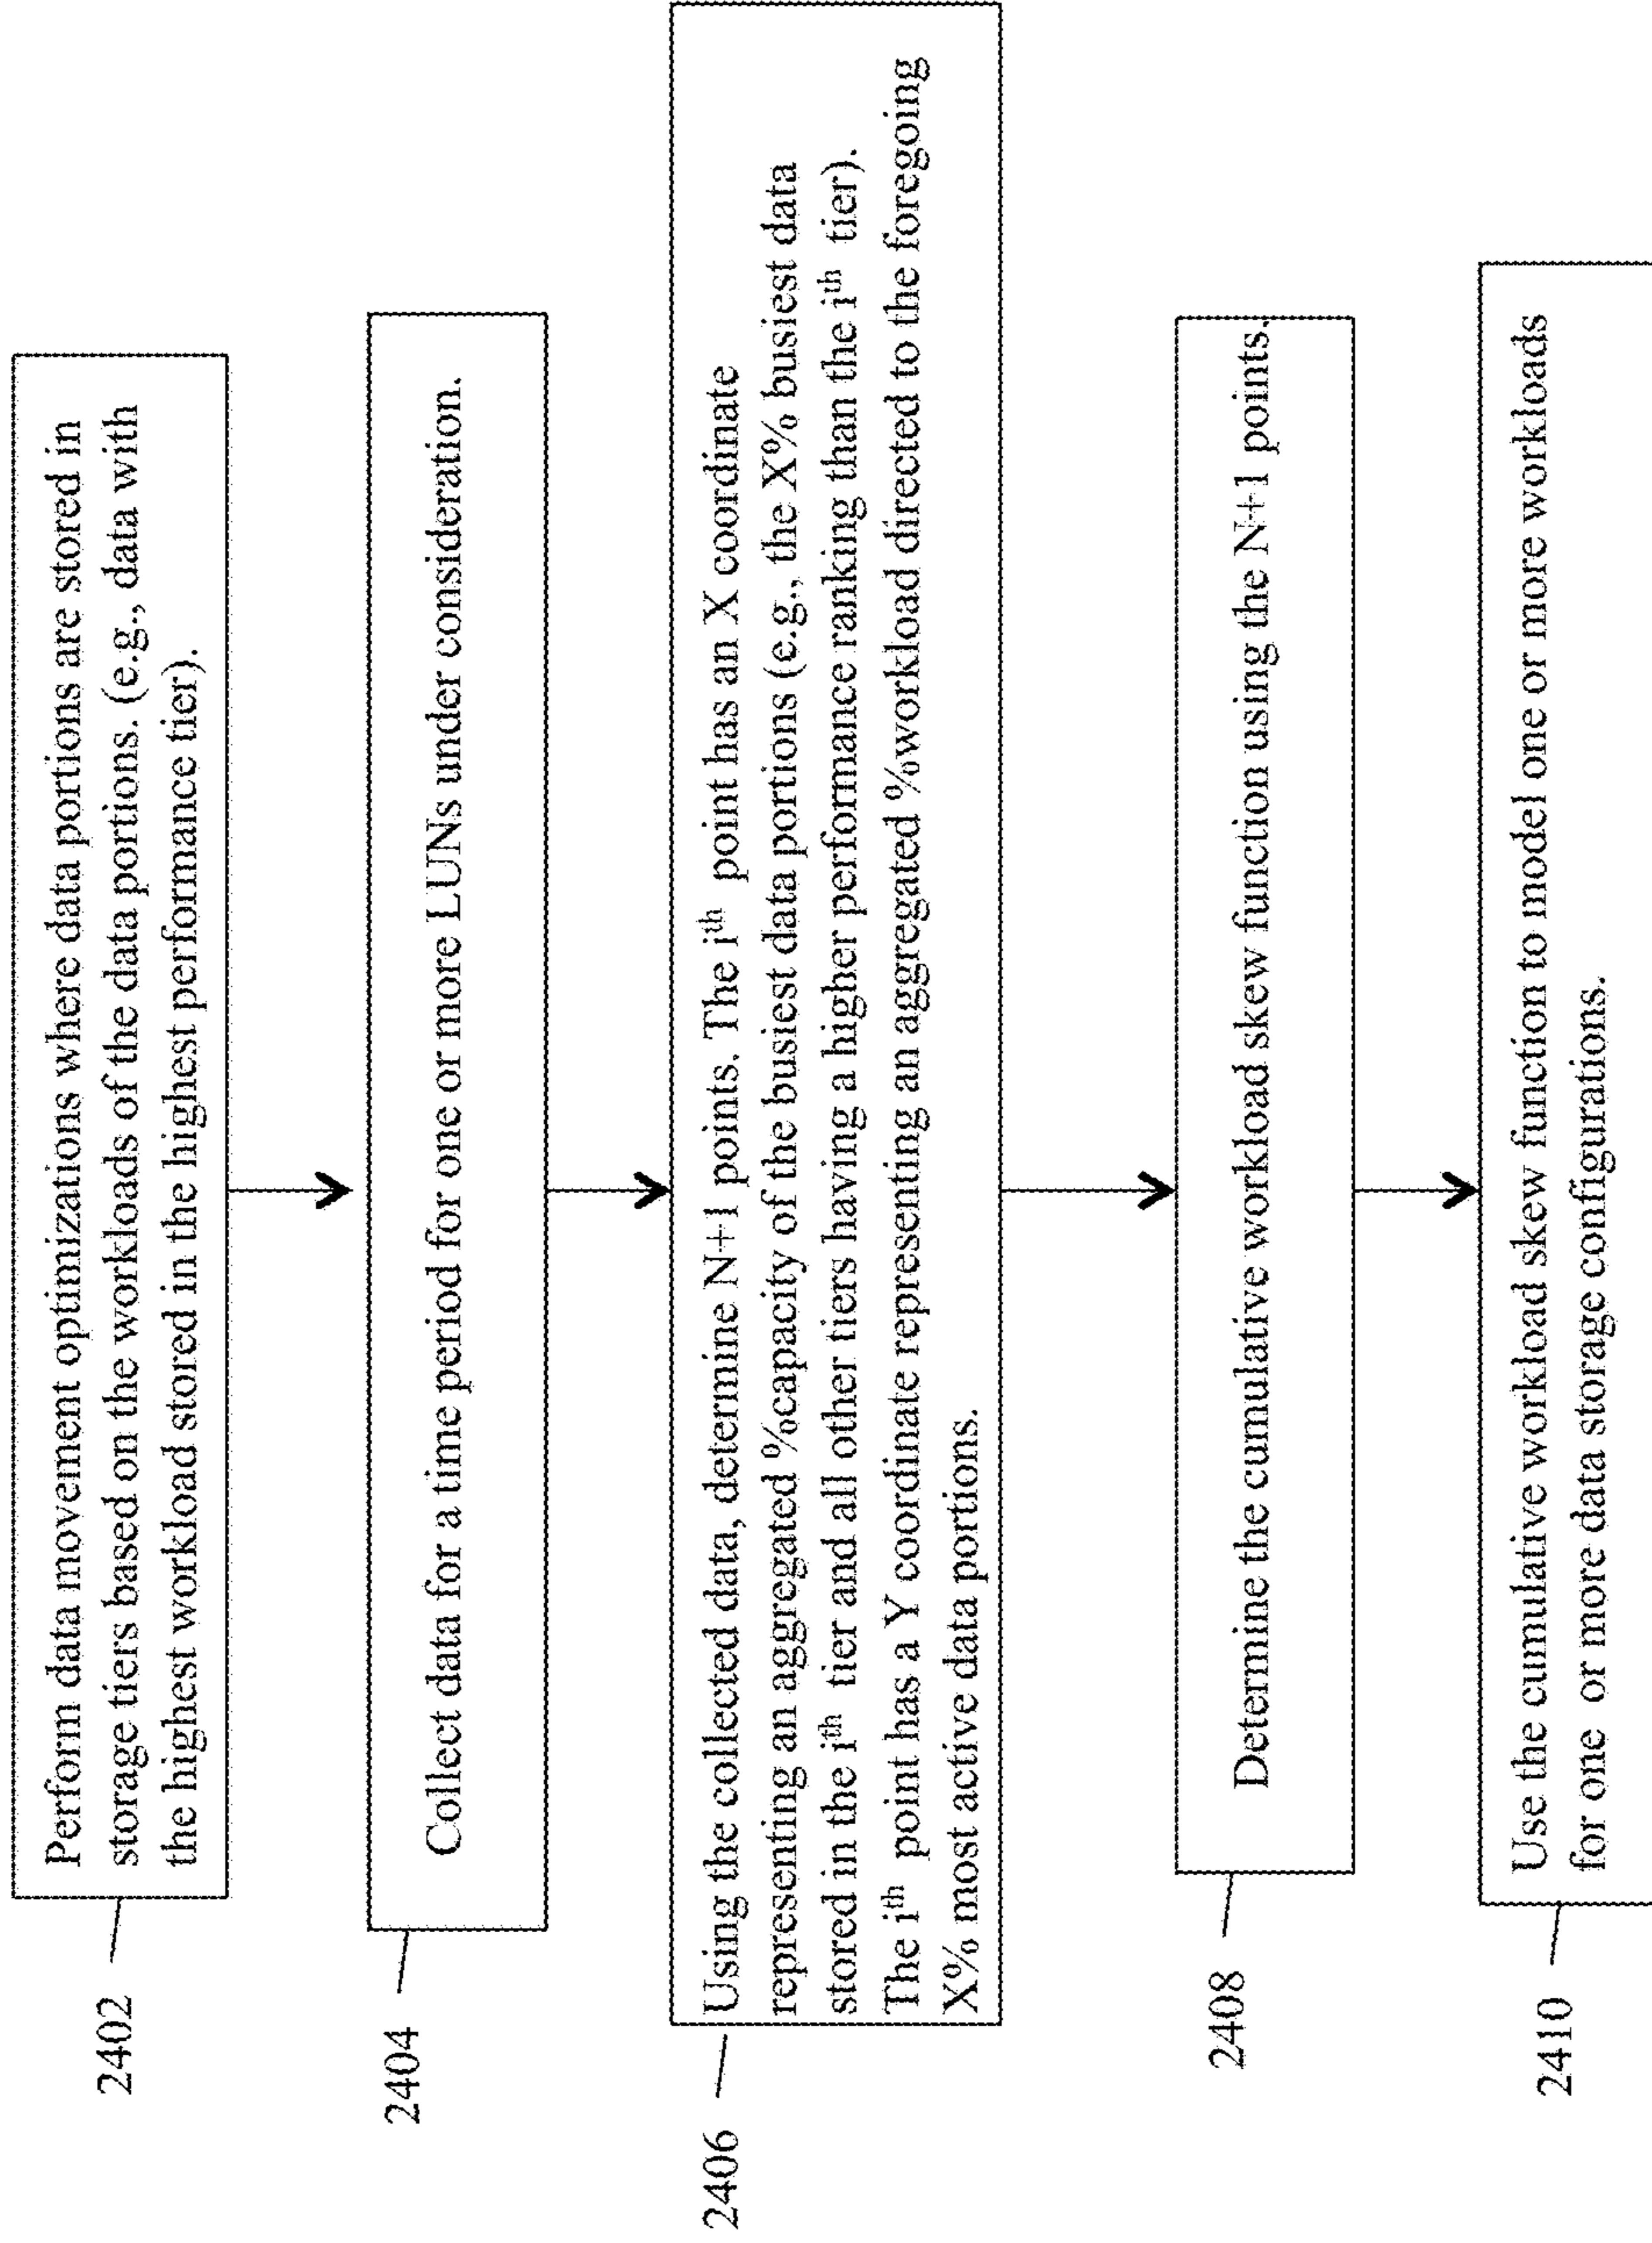 2402
Perform data movement optimizations where data portions are stored in
storage tiers based on the workloads of the data portions. (e.g., data with
the highest workload stored in the highest performance tier).
2404
Collect data for a time period for one or more LUNs under consideration.
2406
Using the collected data, determine N+1 points. The iᵗʰ point has an X coordinate
representing an aggregated %capacity of the busiest data portions (e.g., the X% busiest data
stored in the iᵗʰ tier and all other tiers having a higher performance ranking than the iᵗʰ tier).
The iᵗʰ point has a Y coordinate representing an aggregated %workload directed to the foregoing
X% most active data portions.
2408
Determine the cumulative workload skew function using the N+1 points.
2410
Use the cumulative workload skew function to model one or more workloads
for one or more data storage configurations.